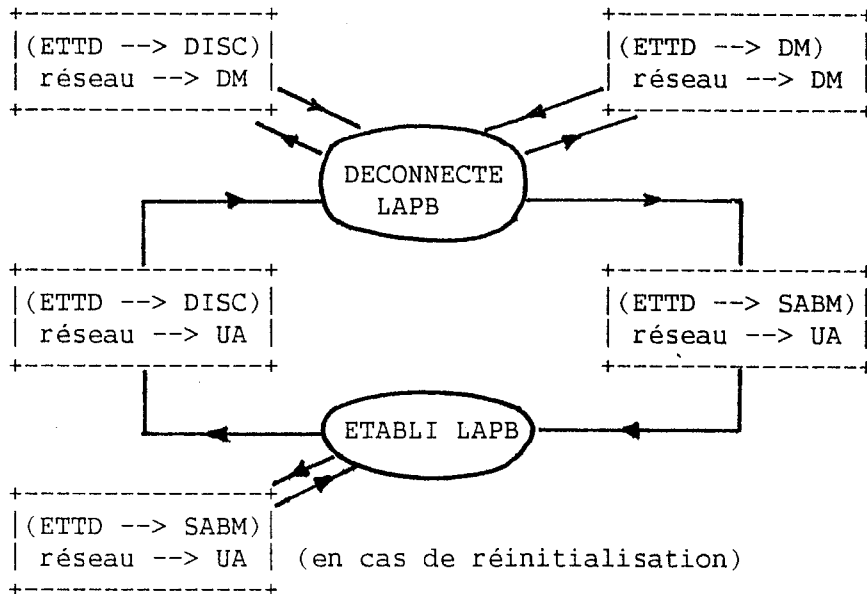 (ETTD --> DISC)
réseau --> DM
(ETTD --> DM)
réseau --> DM
DECONNECTE
LAPB
(ETTD --> DISC)
réseau --> UA
(ETTD --> SABM)
réseau --> UA
ETABLI LAPB
(ETTD --> SABM)
réseau --> UA (en cas de réinitialisation)